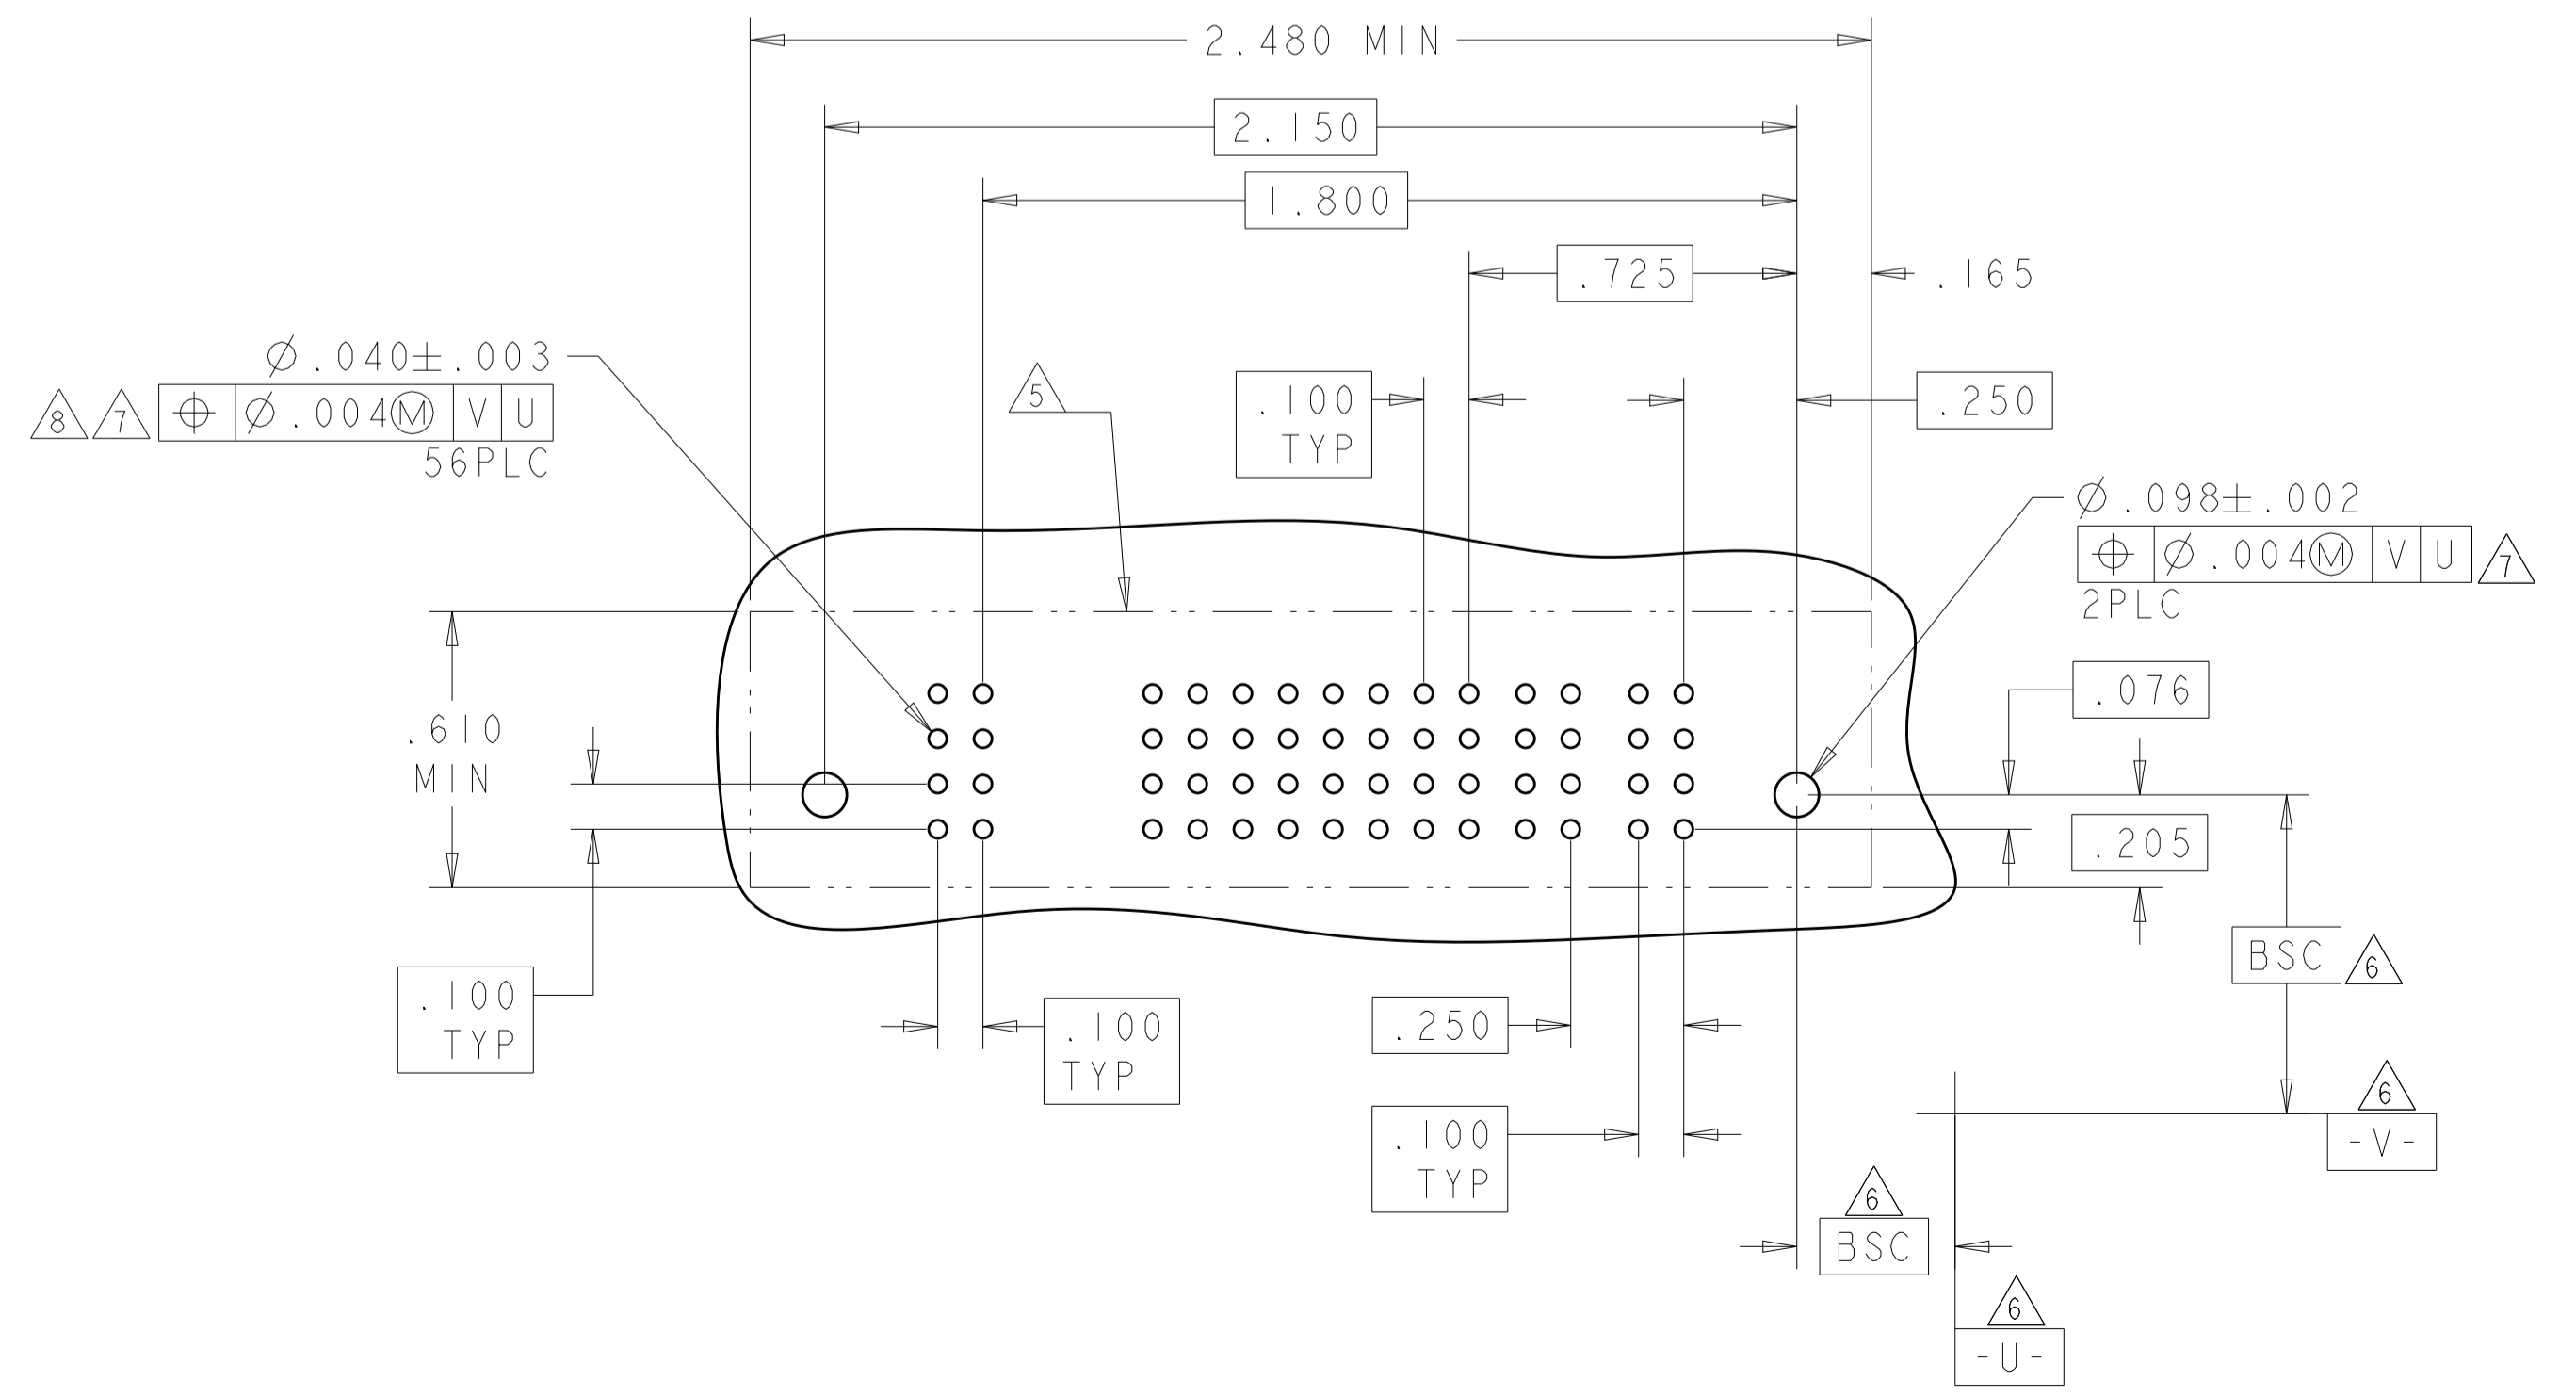 2.480 MIN
2.150
1.800
.725
.165
⌀.040±.003
8 7 ⌖ ⌀.004Ⓜ V U
56PLC
5
.100
TYP
.250
⌀.098±.002
⌖ ⌀.004Ⓜ V U 7
2PLC
.076
.610
MIN
.205
BSC 6
.100
TYP
.100
TYP
.250
.100
TYP
6
-V-
6
BSC
6
-U-